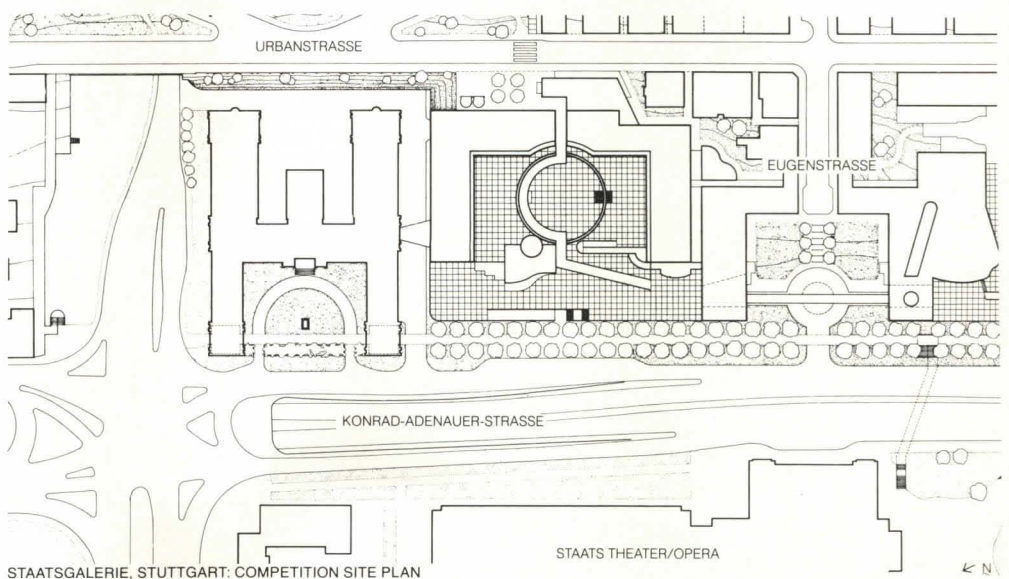 URBANSTRASSE
EUGENSTRASSE
KONRAD-ADENAUER-STRASSE
STAATS THEATER/OPERA
STAATSGALERIE, STUTTGART: COMPETITION SITE PLAN
N